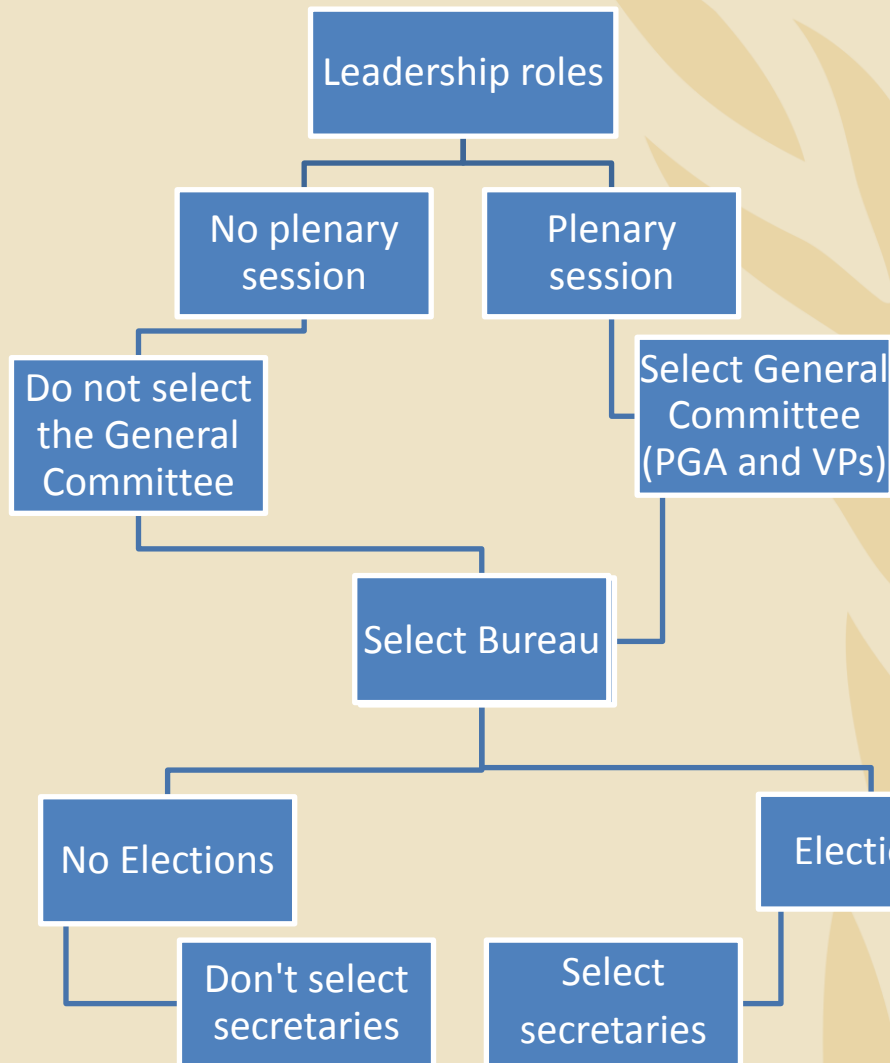 Leadership roles
No plenary
session
Plenary
session
Do not select
the General
Committee
Select General
Committee
(PGA and VPs)
Select Bureau
No Elections
Don't select
secretaries
Select
secretaries